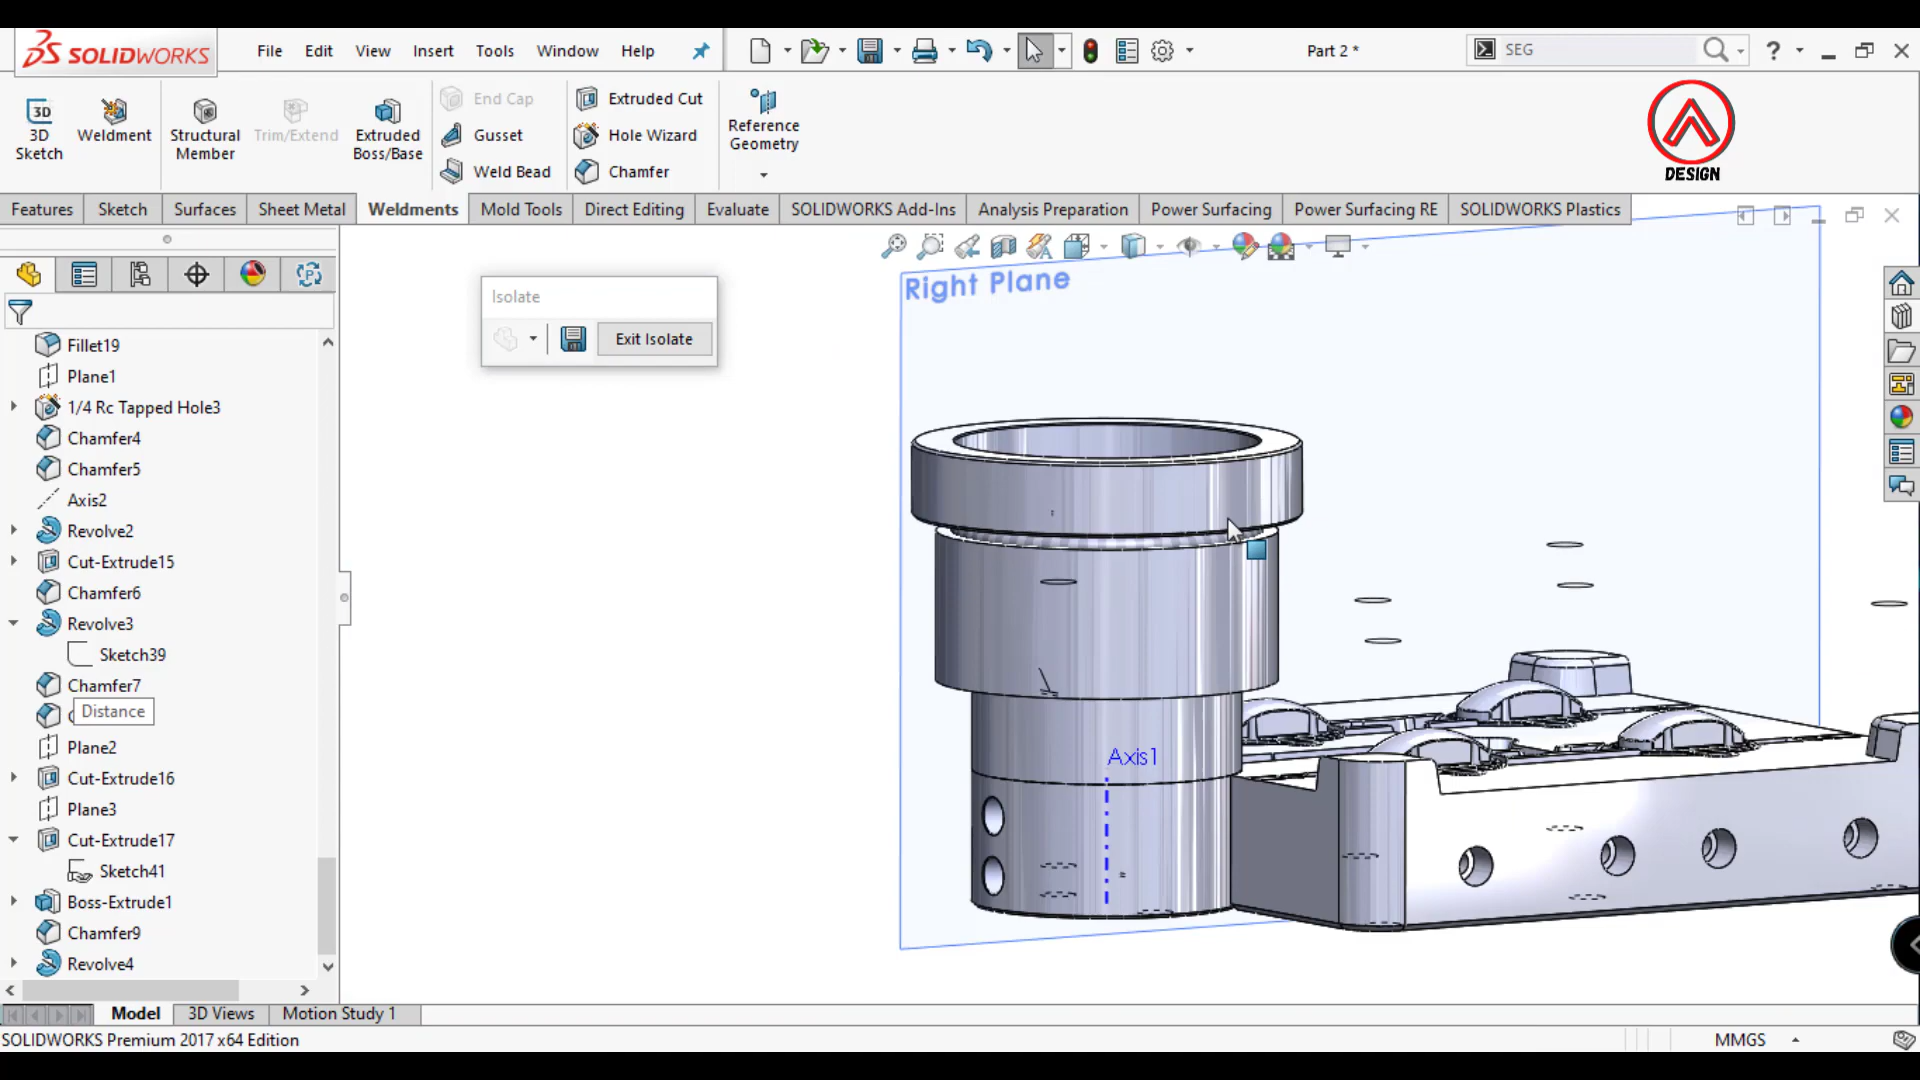 SOLIDWORKS
File Edit View Insert Tools Window Help
Part 2 *
SEG
?
3D
3D
Sketch
Weldment
Structural
Member
Trim/Extend
Extruded
Boss/Base
End Cap
Gusset
Weld Bead
Extruded Cut
Hole Wizard
Chamfer
Reference
Geometry
DESIGN
Features Sketch Surfaces Sheet Metal Weldments Mold Tools Direct Editing Evaluate SOLIDWORKS Add-Ins Analysis Preparation Power Surfacing Power Surfacing RE SOLIDWORKS Plastics
Isolate
Exit Isolate
Right Plane
Axis1
Fillet19
Plane1
1/4 Rc Tapped Hole3
Chamfer4
Chamfer5
Axis2
Revolve2
Cut-Extrude15
Chamfer6
Revolve3
Sketch39
Chamfer7
Distance
Plane2
Cut-Extrude16
Plane3
Cut-Extrude17
Sketch41
Boss-Extrude1
Chamfer9
Revolve4
Model 3D Views Motion Study 1
SOLIDWORKS Premium 2017 x64 Edition
MMGS